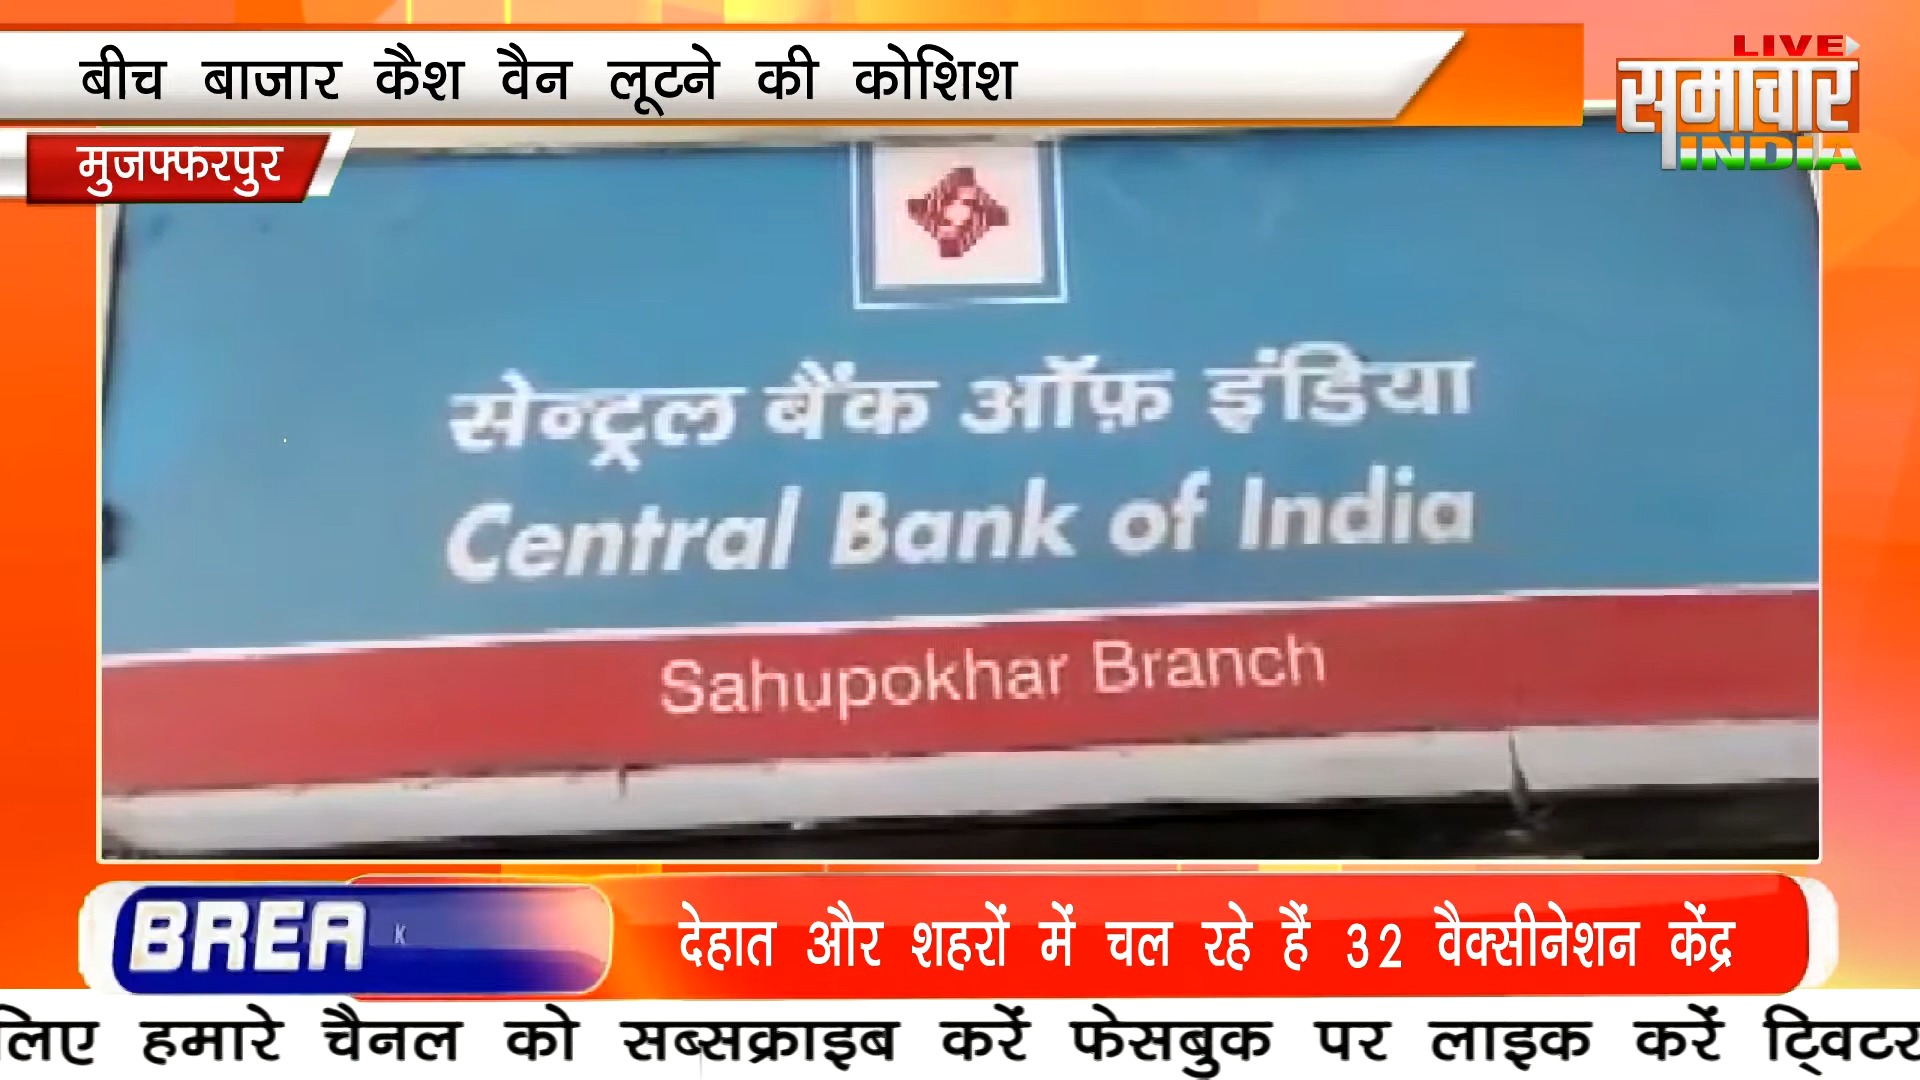 बीच बाजार कैश वैन लूटने की कोशिश
LIVE
समाचार
INDIA
मुजफ्फरपुर
सेन्ट्रल बैंक ऑफ़ इंडिया
Central Bank of India
Sahupokhar Branch
BREAK
देहात और शहरों में चल रहे हैं 32 वैक्सीनेशन केंद्र
लिए हमारे चैनल को सब्सक्राइब करें फेसबुक पर लाइक करें ट्विटर